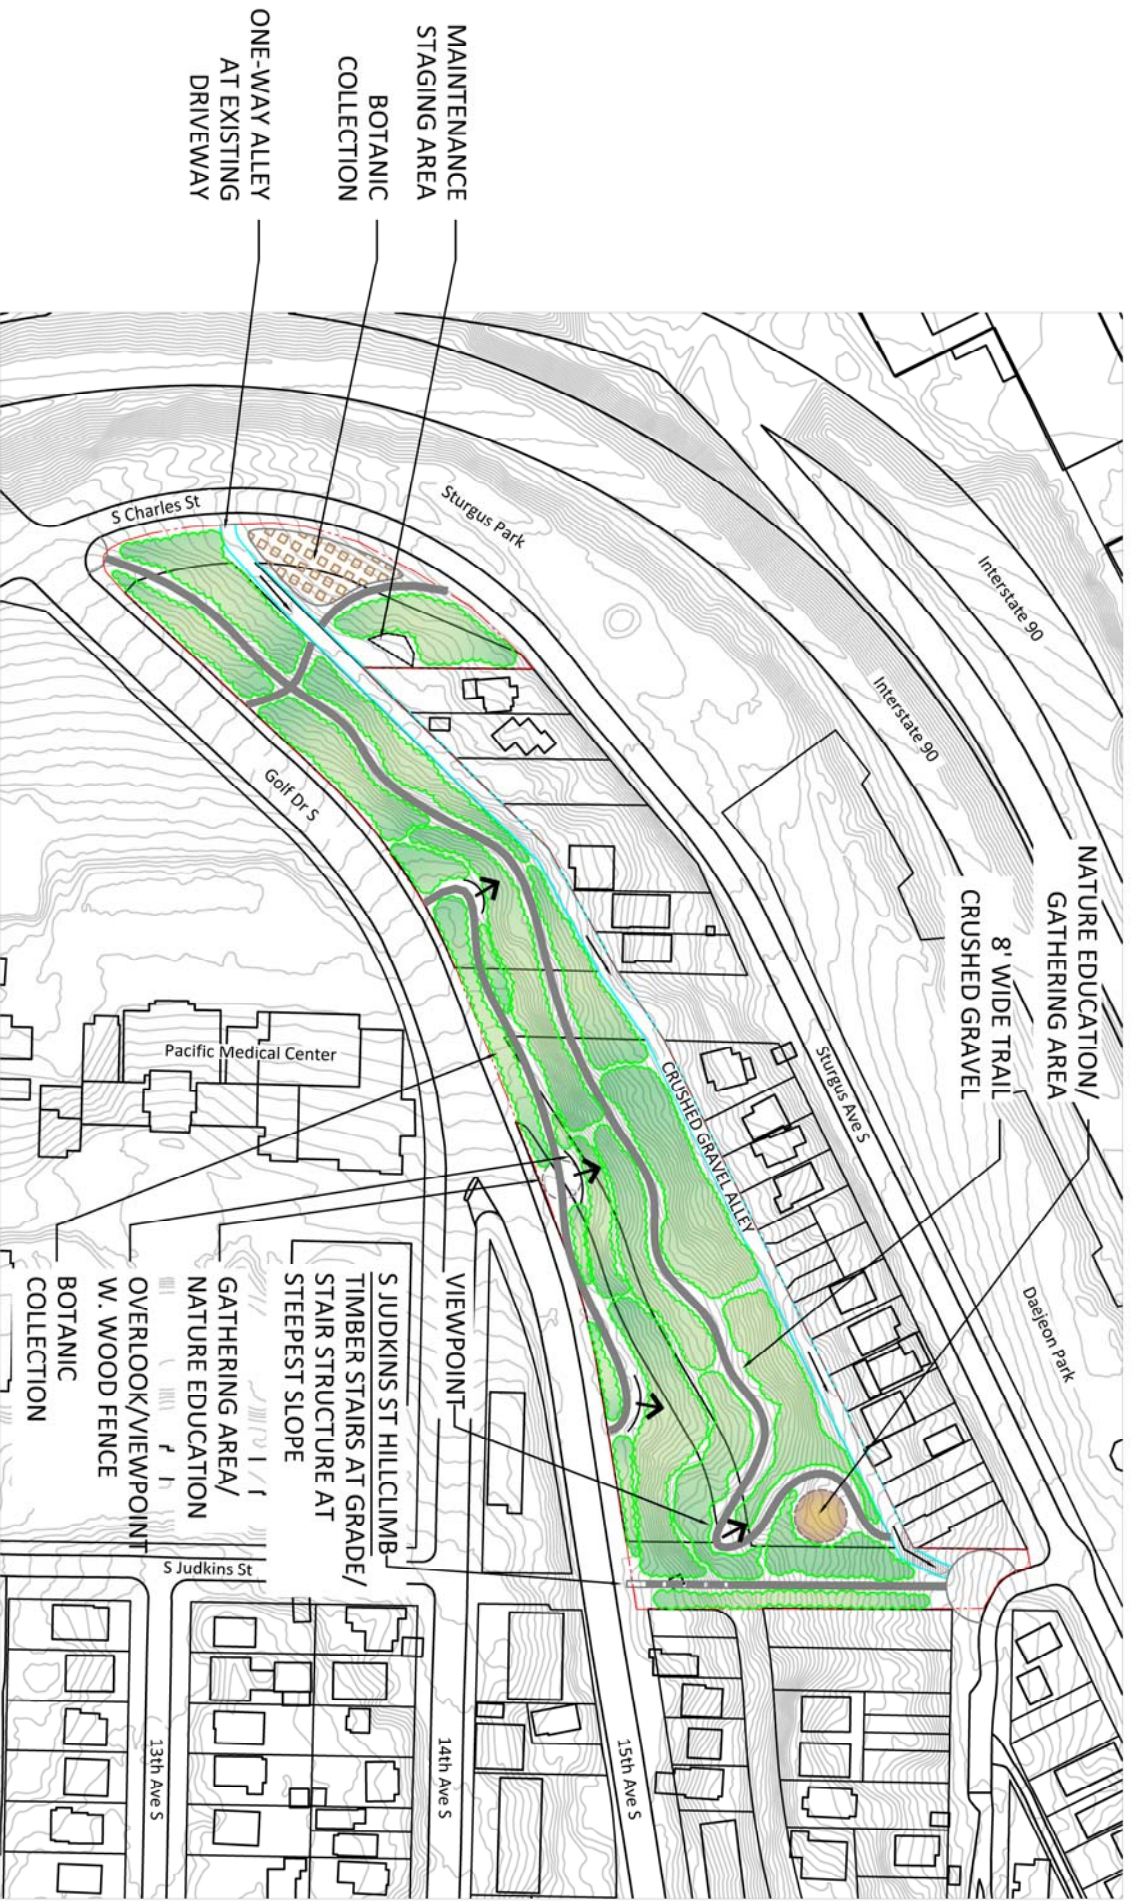 ONE-WAY ALLEY
AT EXISTING
DRIVEWAY
BOTANIC
COLLECTION
MAINTENANCE
STAGING AREA
S Charles St
Sturgus Park
Interstate 90
Interstate 90
NATURE EDUCATION/
GATHERING AREA
8' WIDE TRAIL
CRUSHED GRAVEL
Golf Dr S
Sturgus Ave S
CRUSHED GRAVEL ALLEY
Pacific Medical Center
Daejeon Park
VIEWPOINT
S JUDKINS ST HILLCLIMB
TIMBER STAIRS AT GRADE/
STAIR STRUCTURE AT
STEEPEST SLOPE
GATHERING AREA/
NATURE EDUCATION
OVERLOOK/VIEWPOINT
W. WOOD FENCE
BOTANIC
COLLECTION
S Judkins St
13th Ave S
14th Ave S
15th Ave S